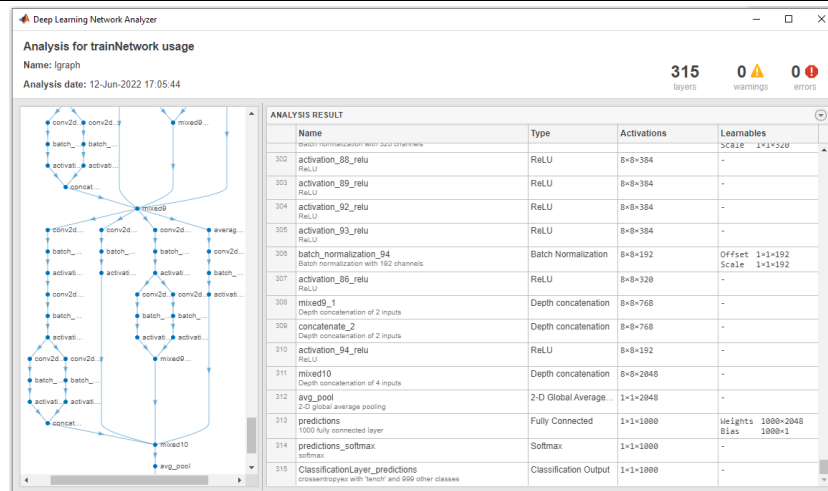 Deep Learning Network Analyzer
Analysis for trainNetwork usage
Name: lgraph
Analysis date: 12-Jun-2022 17:05:44
315 layers
0 warnings
0 errors
conv2d... conv2d... mixed9...
batch_... batch_...
activati... activati...
concat...
mixed9
conv2d... conv2d... conv2d... averag...
batch_... batch_... batch_... conv2d...
activati... activati... activati... batch_...
conv2d... conv2d... conv2d... activati...
batch_... batch_... batch_...
activati... activati... activati...
conv2d... conv2d... mixed9...
batch_... batch_...
activati... activati...
concat...
mixed10
avg_pool
ANALYSIS RESULT
Name Type Activations Learnables
Batch normalization with 320 channels Scale 1×1×320
302 activation_88_relu ReLU 8×8×384 -
ReLU
303 activation_89_relu ReLU 8×8×384 -
ReLU
304 activation_92_relu ReLU 8×8×384 -
ReLU
305 activation_93_relu ReLU 8×8×384 -
ReLU
306 batch_normalization_94 Batch Normalization 8×8×192 Offset 1×1×192
Batch normalization with 192 channels Scale 1×1×192
307 activation_86_relu ReLU 8×8×320 -
ReLU
308 mixed9_1 Depth concatenation 8×8×768 -
Depth concatenation of 2 inputs
309 concatenate_2 Depth concatenation 8×8×768 -
Depth concatenation of 2 inputs
310 activation_94_relu ReLU 8×8×192 -
ReLU
311 mixed10 Depth concatenation 8×8×2048 -
Depth concatenation of 4 inputs
312 avg_pool 2-D Global Average... 1×1×2048 -
2-D global average pooling
313 predictions Fully Connected 1×1×1000 Weights 1000×2048
1000 fully connected layer Bias 1000×1
314 predictions_softmax Softmax 1×1×1000 -
softmax
315 ClassificationLayer_predictions Classification Output 1×1×1000 -
crossentropyex with 'tench' and 999 other classes